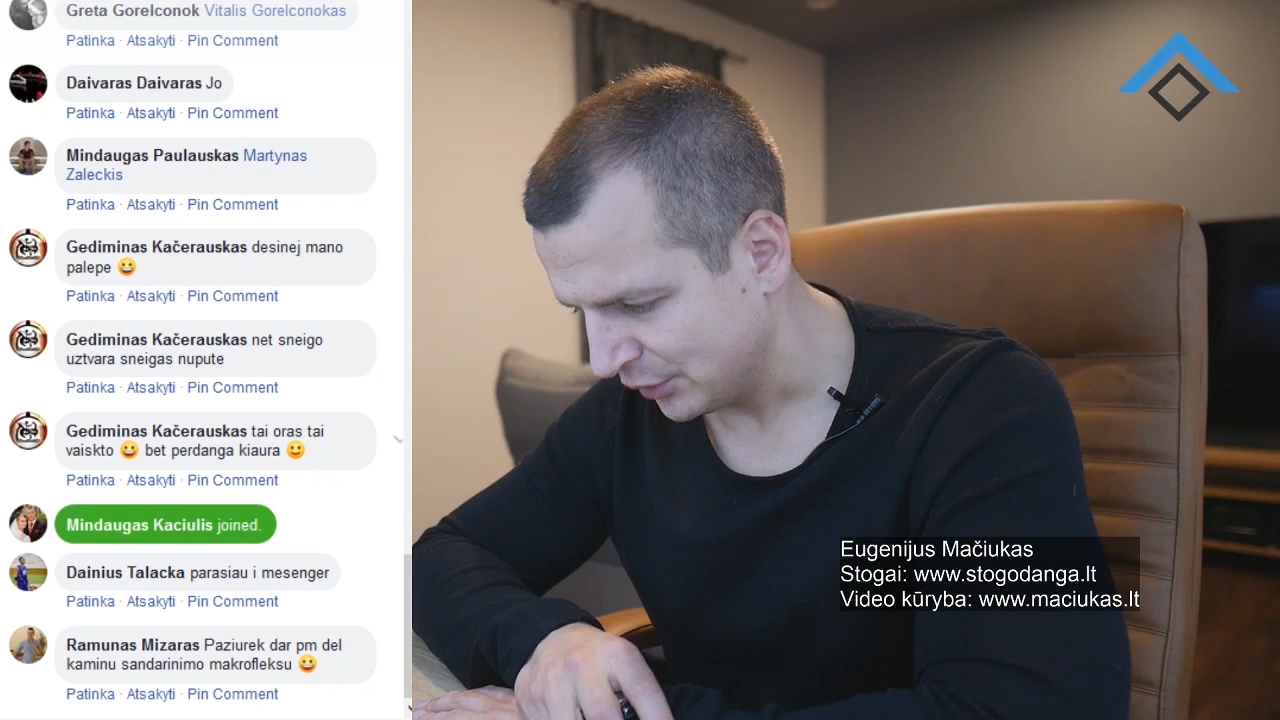 Greta Gorelconok Vitalis Gorelconokas
Patinka · Atsakyti · Pin Comment
Daivaras Daivaras Jo
Patinka · Atsakyti · Pin Comment
Mindaugas Paulauskas Martynas
Zaleckis
Patinka · Atsakyti · Pin Comment
Gediminas Kačerauskas desinej mano
palepe 😀
Patinka · Atsakyti · Pin Comment
Gediminas Kačerauskas net sneigo
uztvara sneigas nupute
Patinka · Atsakyti · Pin Comment
Gediminas Kačerauskas tai oras tai
vaiskto 😀 bet perdanga kiaura 🙂
Patinka · Atsakyti · Pin Comment
Mindaugas Kaciulis joined.
Dainius Talacka parasiau i mesenger
Patinka · Atsakyti · Pin Comment
Ramunas Mizaras Paziurek dar pm del
kaminu sandarinimo makrofleksu 😀
Patinka · Atsakyti · Pin Comment
Eugenijus Mačiukas
Stogai: www.stogodanga.lt
Video kūryba: www.maciukas.lt